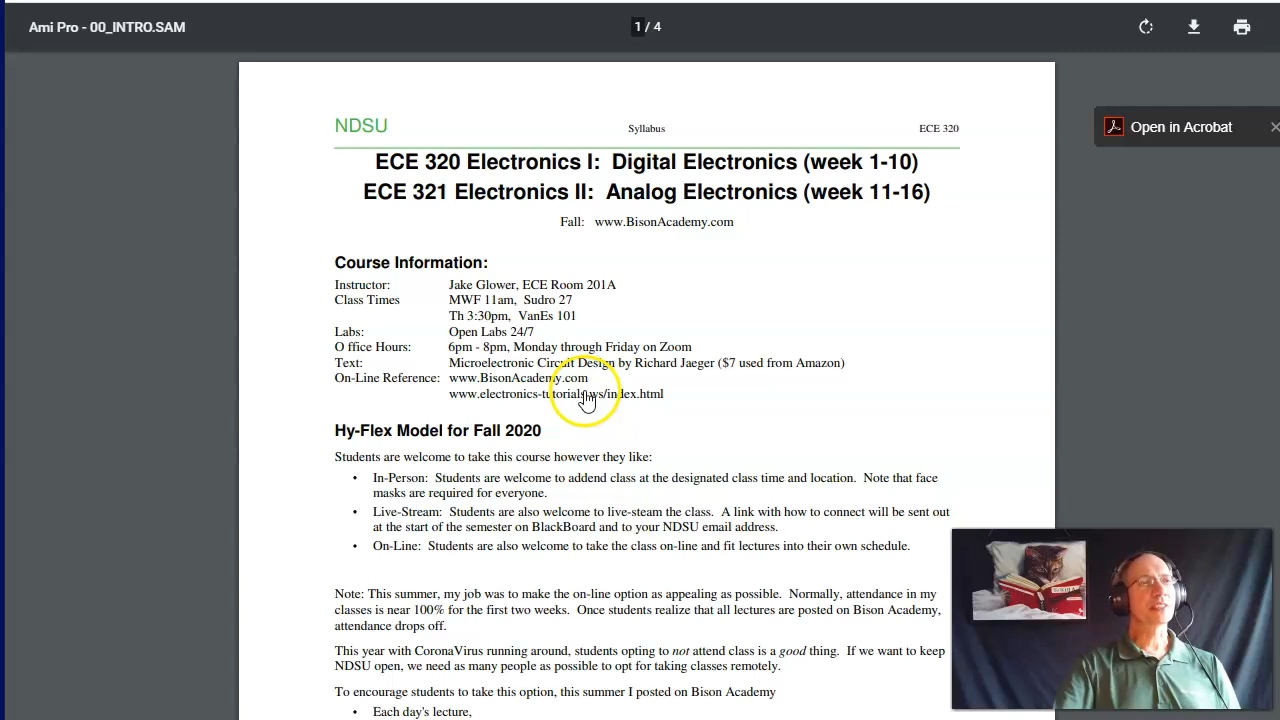 Ami Pro - 00_INTRO.SAM
1 / 4
Open in Acrobat
NDSU
Syllabus
ECE 320
ECE 320 Electronics I: Digital Electronics (week 1-10)
ECE 321 Electronics II: Analog Electronics (week 11-16)
Fall: www.BisonAcademy.com
Course Information:
Instructor: Jake Glower, ECE Room 201A
Class Times MWF 11am, Sudro 27
Th 3:30pm, VanEs 101
Labs: Open Labs 24/7
O ffice Hours: 6pm - 8pm, Monday through Friday on Zoom
Text: Microelectronic Circuit Design by Richard Jaeger ($7 used from Amazon)
On-Line Reference: www.BisonAcademy.com
www.electronics-tutorials.ws/index.html
Hy-Flex Model for Fall 2020
Students are welcome to take this course however they like:
• In-Person: Students are welcome to addend class at the designated class time and location. Note that face
masks are required for everyone.
• Live-Stream: Students are also welcome to live-steam the class. A link with how to connect will be sent out
at the start of the semester on BlackBoard and to your NDSU email address.
• On-Line: Students are also welcome to take the class on-line and fit lectures into their own schedule.
Note: This summer, my job was to make the on-line option as appealing as possible. Normally, attendance in my
classes is near 100% for the first two weeks. Once students realize that all lectures are posted on Bison Academy,
attendance drops off.
This year with CoronaVirus running around, students opting to not attend class is a good thing. If we want to keep
NDSU open, we need as many people as possible to opt for taking classes remotely.
To encourage students to take this option, this summer I posted on Bison Academy
• Each day's lecture,